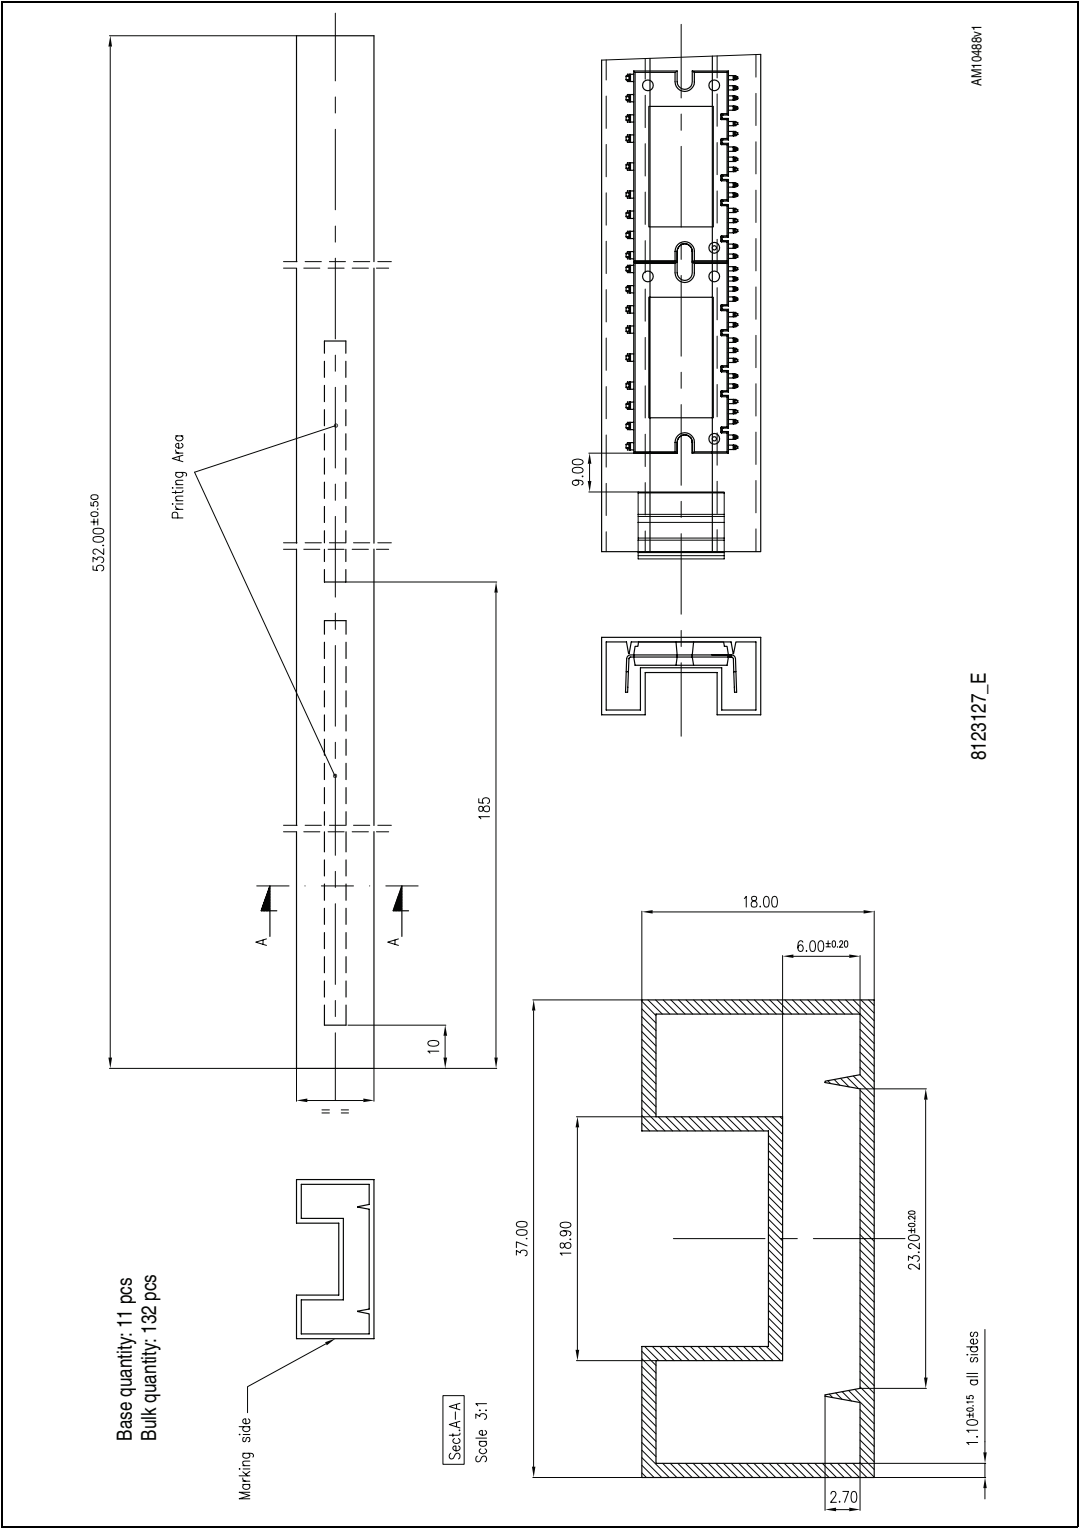 Base quantity: 11 pcs
Bulk quantity: 132 pcs
Marking side
532.00±0.50
Printing Area
A
A
10
185
= =
Sect.A-A
Scale 3:1
37.00
18.90
18.00
6.00±0.20
23.20±0.20
2.70
1.10±0.15 all sides
9.00
8123127_E
AM10488v1